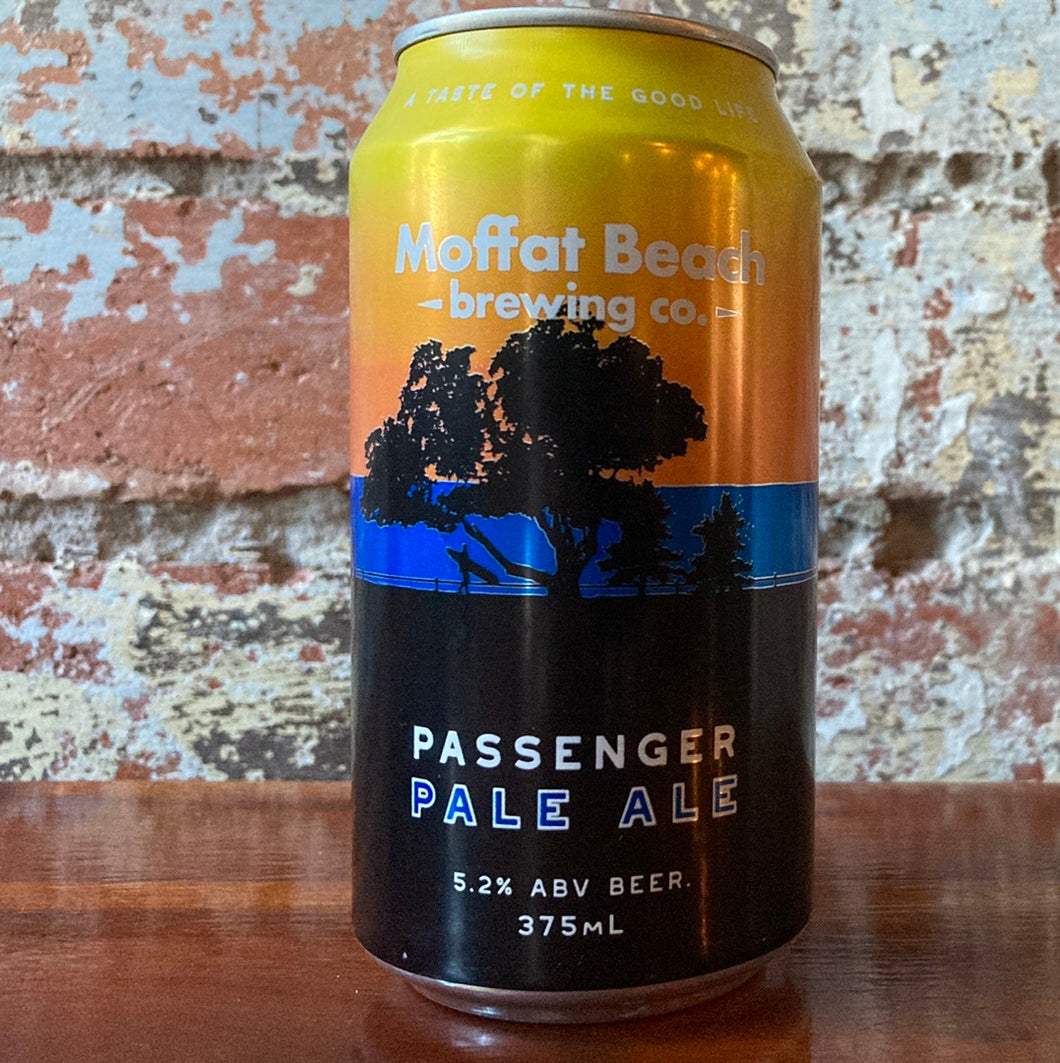 A TASTE OF THE GOOD LIFE
Moffat Beach
brewing co.
PASSENGER
PALE ALE
5.2% ABV BEER.
375mL